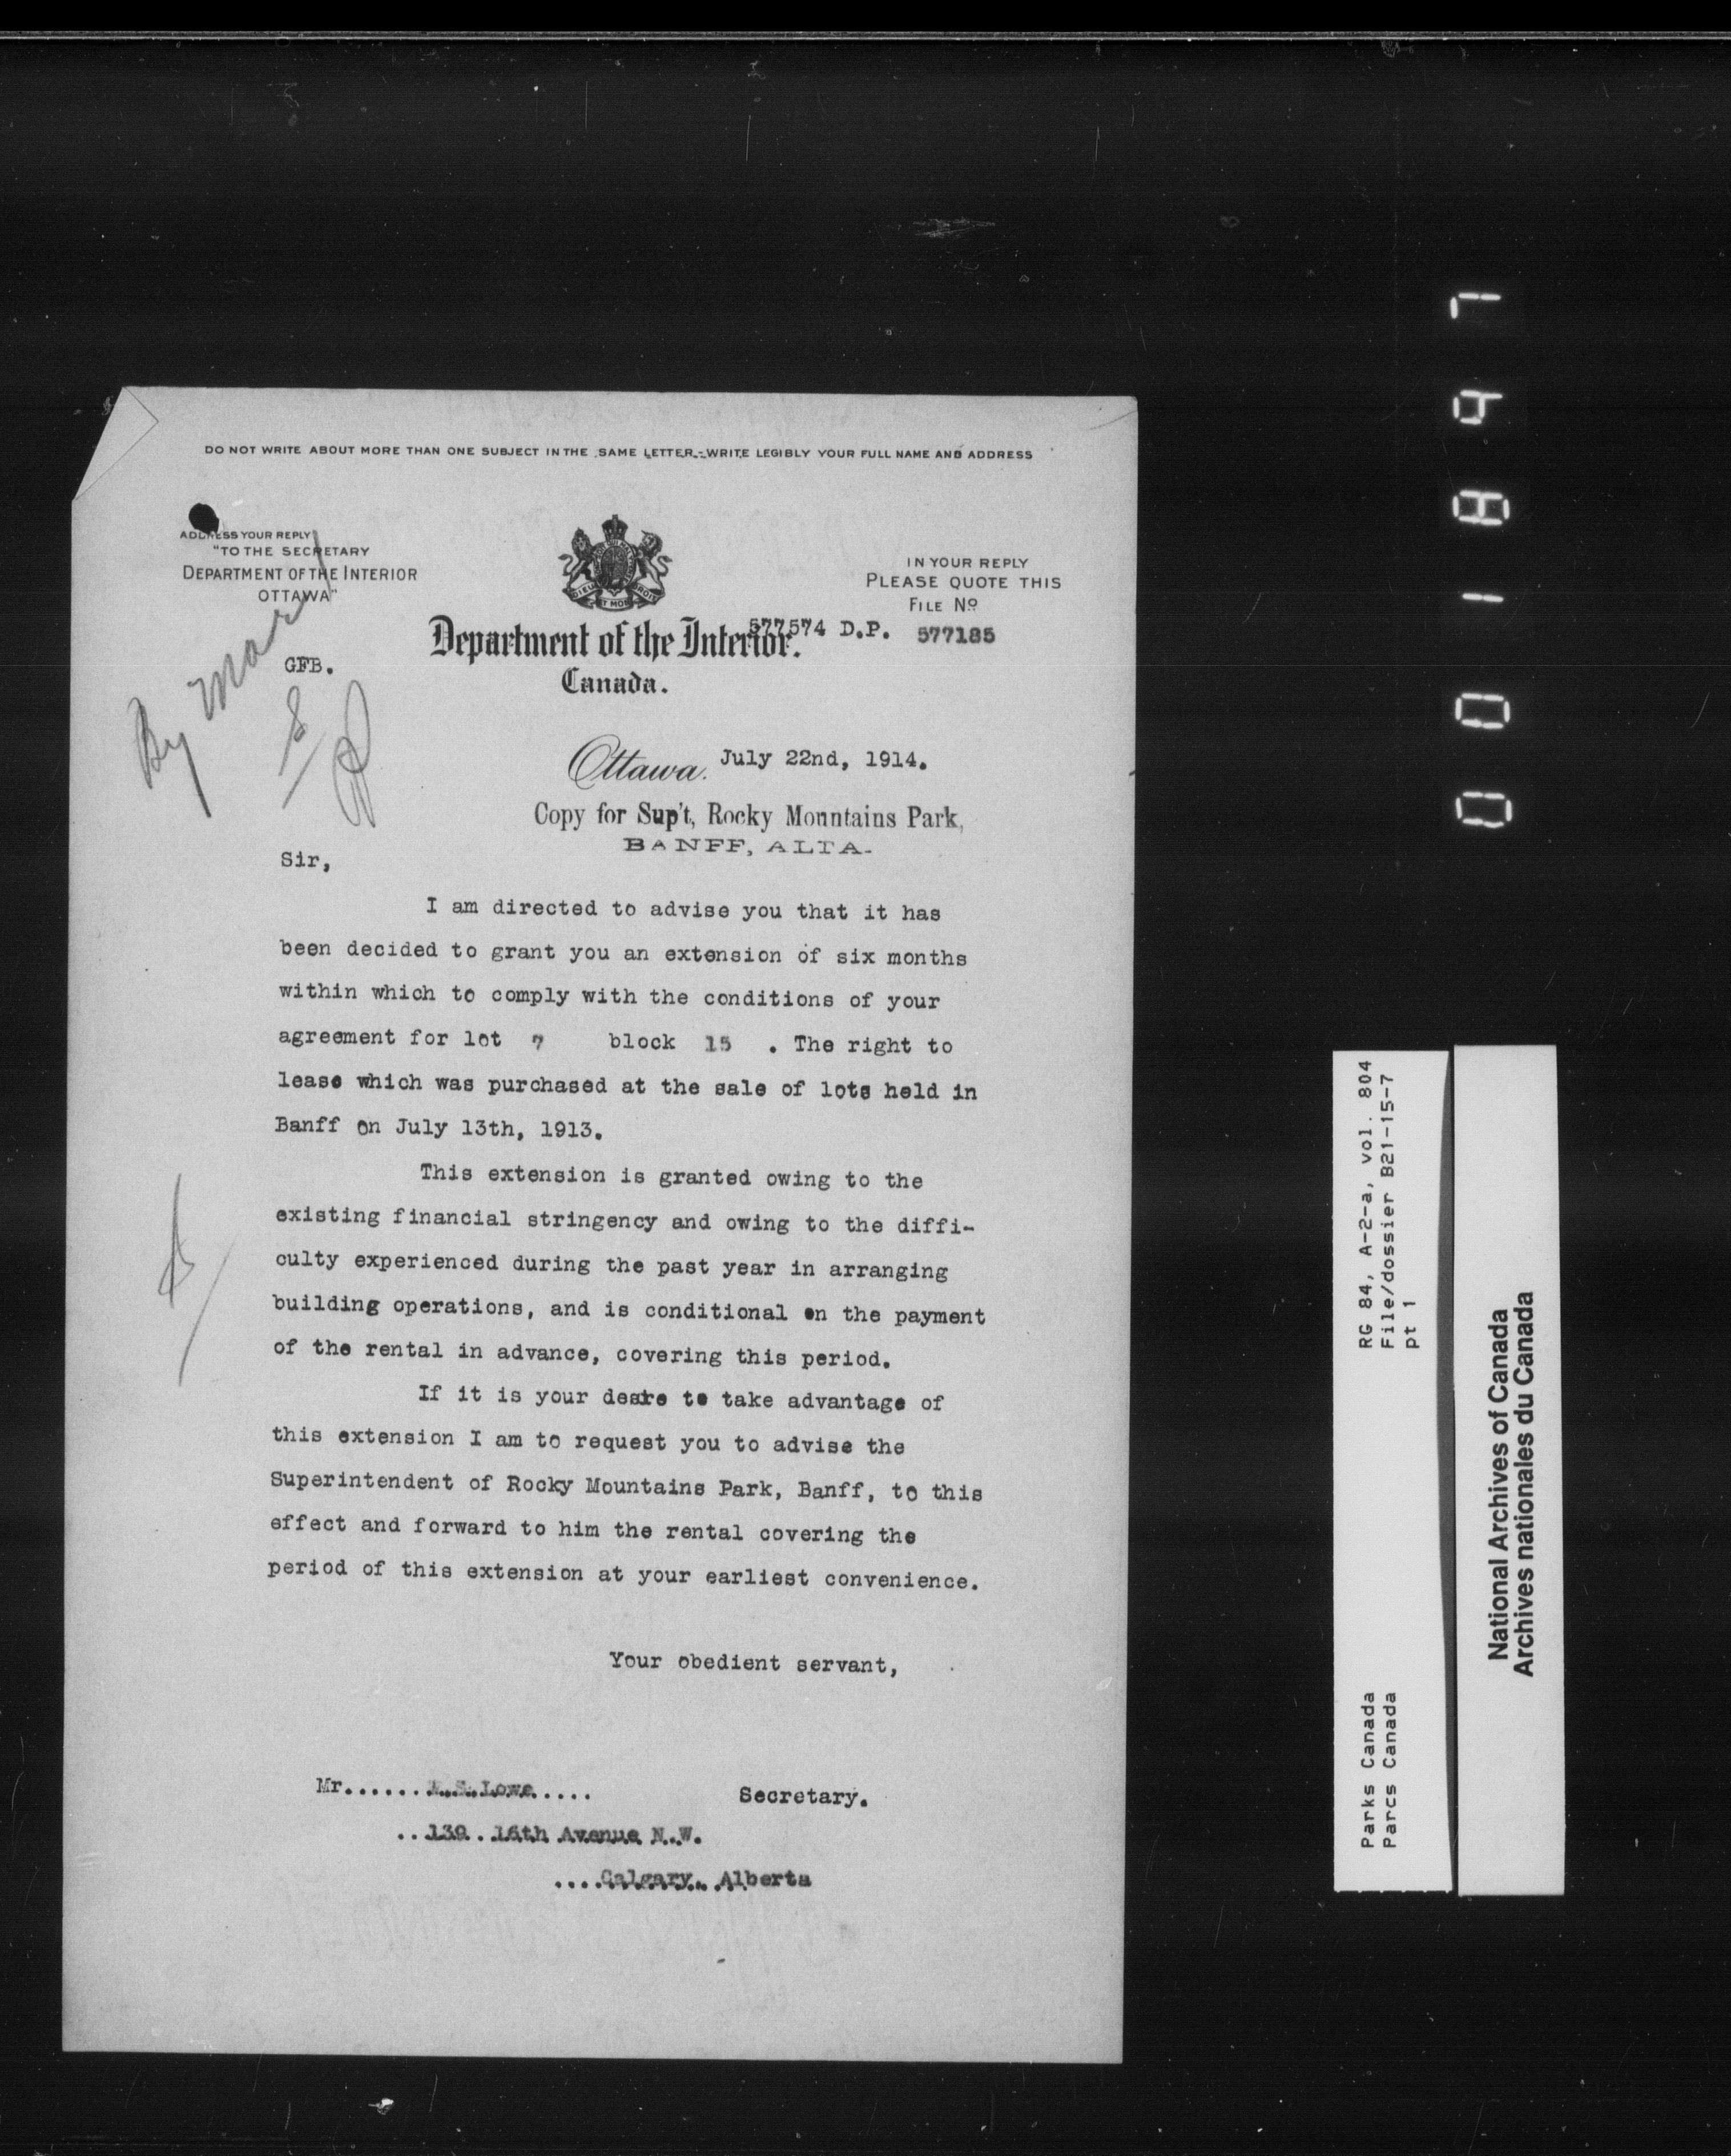 DO NOT WRITE ABOUT MORE THAN ONE SUBJECT IN THE SAME LETTER.-WRITE LEGIBLY YOUR FULL NAME AND ADDRESS
ADDRESS YOUR REPLY
"TO THE SECRETARY
DEPARTMENT OF THE INTERIOR
OTTAWA"
IN YOUR REPLY
PLEASE QUOTE THIS
FILE No
577574 D.P. 577185
Department of the Interior.
Canada.
GFB.
By
Ottawa. July 22nd, 1914.
Copy for Sup't, Rocky Mountains Park,
BANFF, ALTA.
Sir,
I am directed to advise you that it has
been decided to grant you an extension of six months
within which to comply with the conditions of your
agreement for lot 7 block 15 . The right to
lease which was purchased at the sale of lots held in
Banff on July 13th, 1913.
This extension is granted owing to the
existing financial stringency and owing to the diffi-
culty experienced during the past year in arranging
building operations, and is conditional on the payment
of the rental in advance, covering this period.
If it is your desire to take advantage of
this extension I am to request you to advise the
Superintendent of Rocky Mountains Park, Banff, to this
effect and forward to him the rental covering the
period of this extension at your earliest convenience.
Your obedient servant,
Mr...... S. Lowe.....
Secretary.
..139..16th Avenue N.W.
....Calgary, Alberta
RG 84, A-2-a, vol. 804
File/dossier B21-15-7
pt 1
Parks Canada
Parcs Canada
National Archives of Canada
Archives nationales du Canada
001897